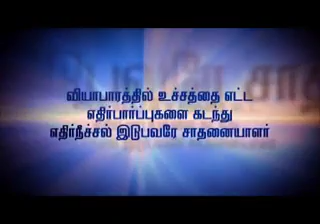 வியாபாரத்தில் உச்சத்தை எட்ட
எதிர்பார்ப்புகளை கடந்து
எதிர்நீச்சல் இடுபவரே சாதனையாளர்